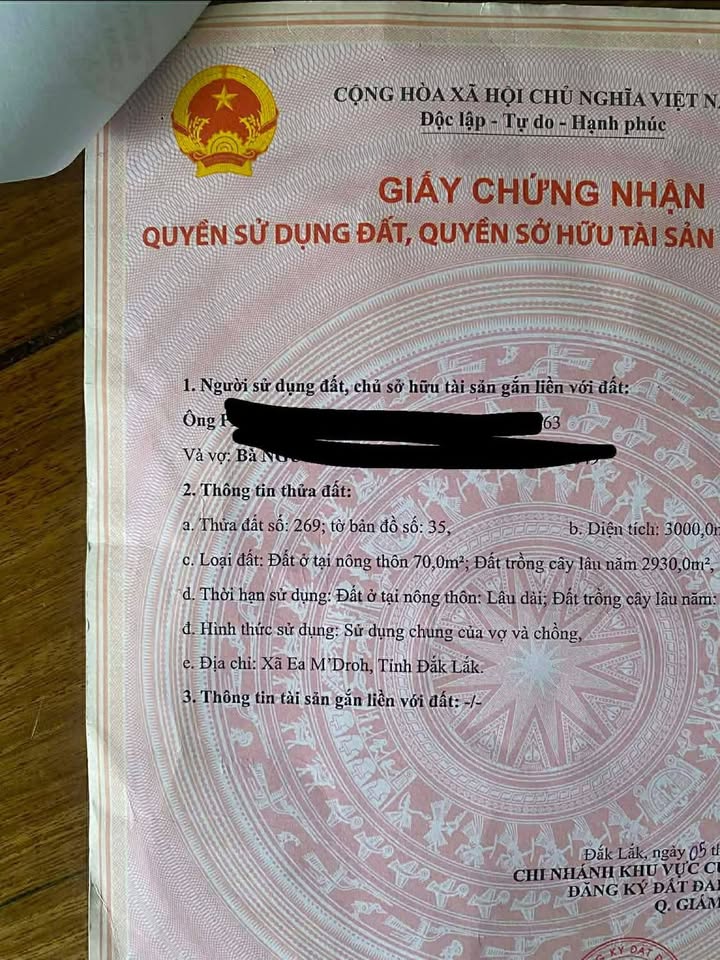 CỘNG HÒA XÃ HỘI CHỦ NGHĨA VIỆT
Độc lập - Tự do - Hạnh phúc
GIẤY CHỨNG NHẬN
QUYỀN SỬ DỤNG ĐẤT, QUYỀN SỞ HỮU TÀI SẢN
1. Người sử dụng đất, chủ sở hữu tài sản gắn liền với đất:
Ông 63
Và vợ: Bà
2. Thông tin thửa đất:
a. Thửa đất số: 269; tờ bản đồ số: 35, b. Diện tích: 3000,0
c. Loại đất: Đất ở tại nông thôn 70,0m²; Đất trồng cây lâu năm 2930,0m²,
d. Thời hạn sử dụng: Đất ở tại nông thôn: Lâu dài; Đất trồng cây lâu năm:
đ. Hình thức sử dụng: Sử dụng chung của vợ và chồng,
e. Địa chỉ: Xã Ea M'Droh, Tỉnh Đắk Lắk.
3. Thông tin tài sản gắn liền với đất: -/-
Đắk Lắk, ngày 05
CHI NHÁNH KHU VỰC
ĐĂNG KÝ ĐẤT ĐAI
Q. GIÁM
KÝ ĐẤT